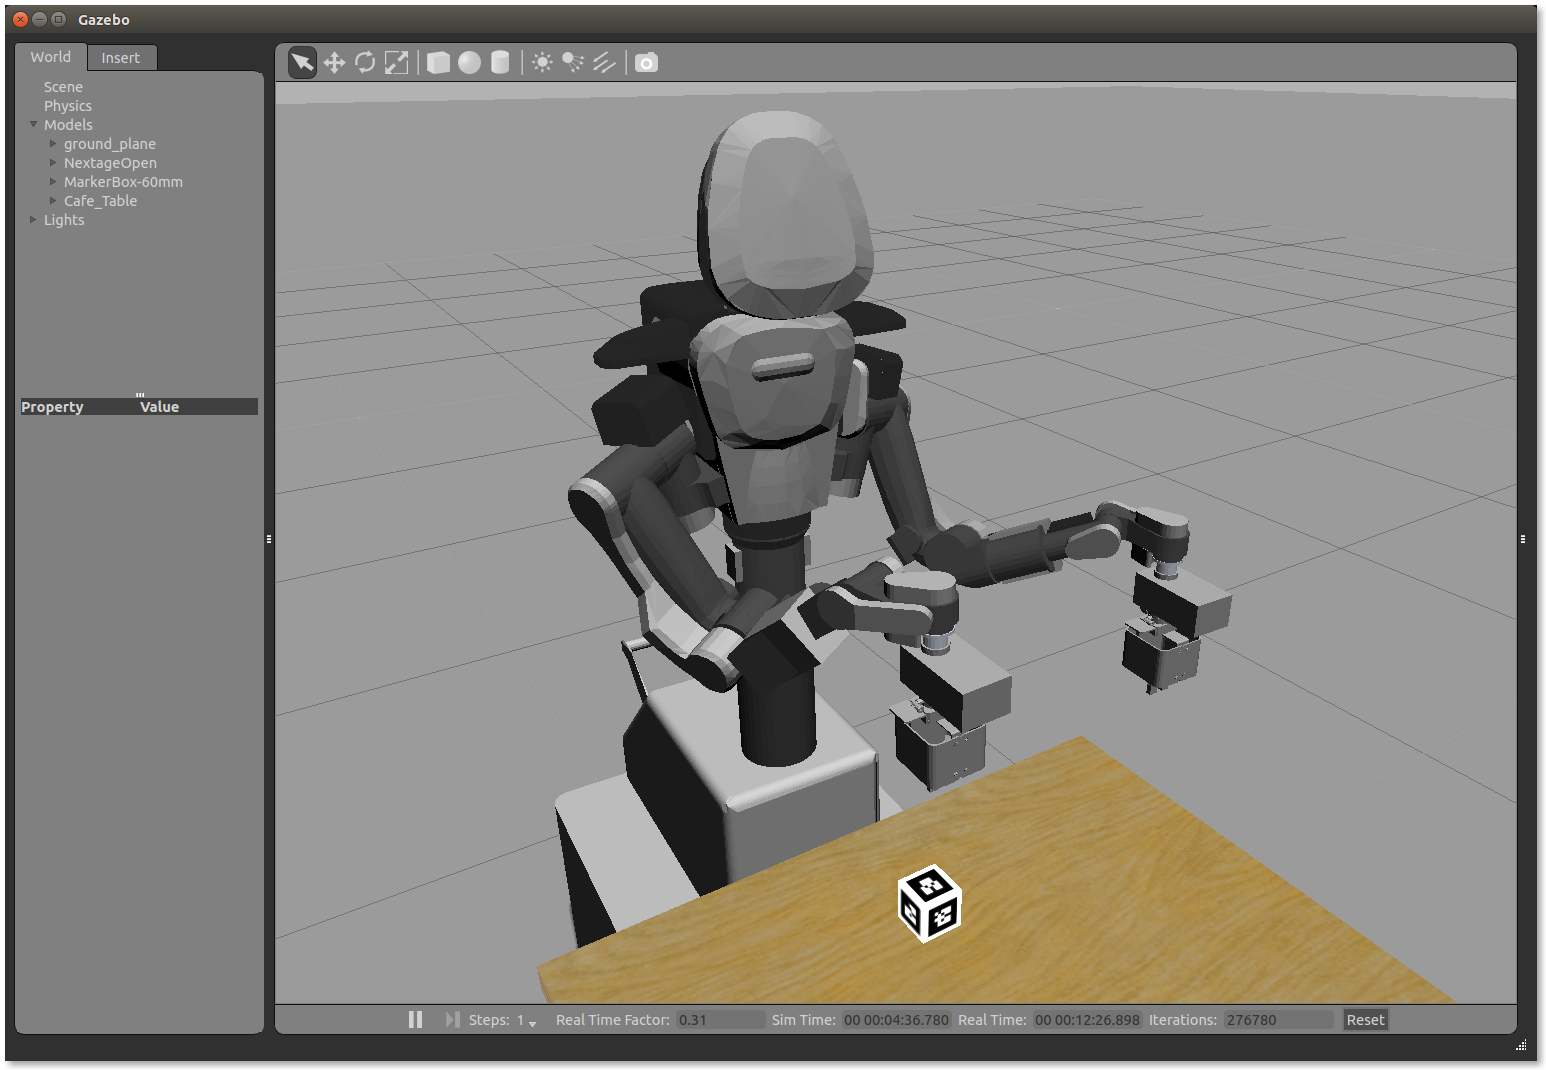 Gazebo
World Insert
Scene
Physics
Models
ground_plane
NextageOpen
MarkerBox-60mm
Cafe_Table
Lights
Property Value
Steps: 1 Real Time Factor: 0.31 Sim Time: 00 00:04:36.780 Real Time: 00 00:12:26.898 Iterations: 276780 Reset